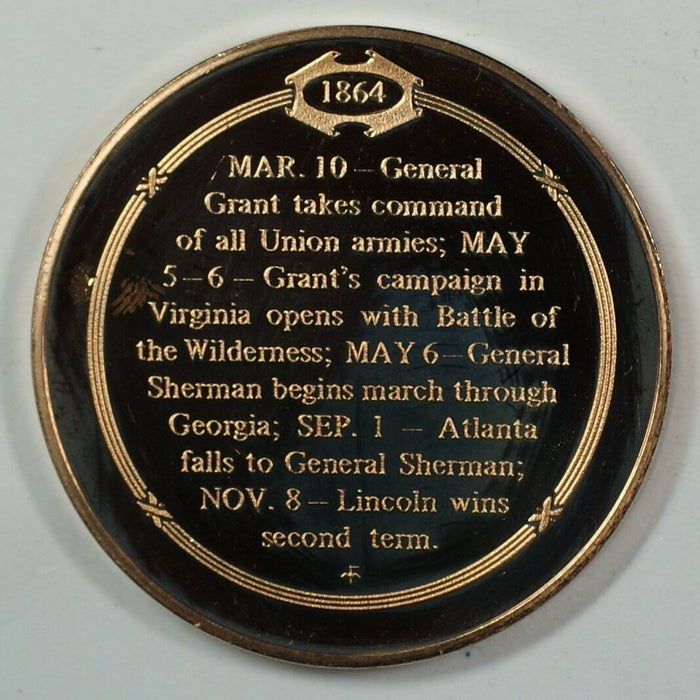 1864
MAR. 10 – General
Grant takes command
of all Union armies; MAY
5–6 – Grant's campaign in
Virginia opens with Battle of
the Wilderness; MAY 6 – General
Sherman begins march through
Georgia; SEP. 1 – Atlanta
falls to General Sherman;
NOV. 8 – Lincoln wins
second term.